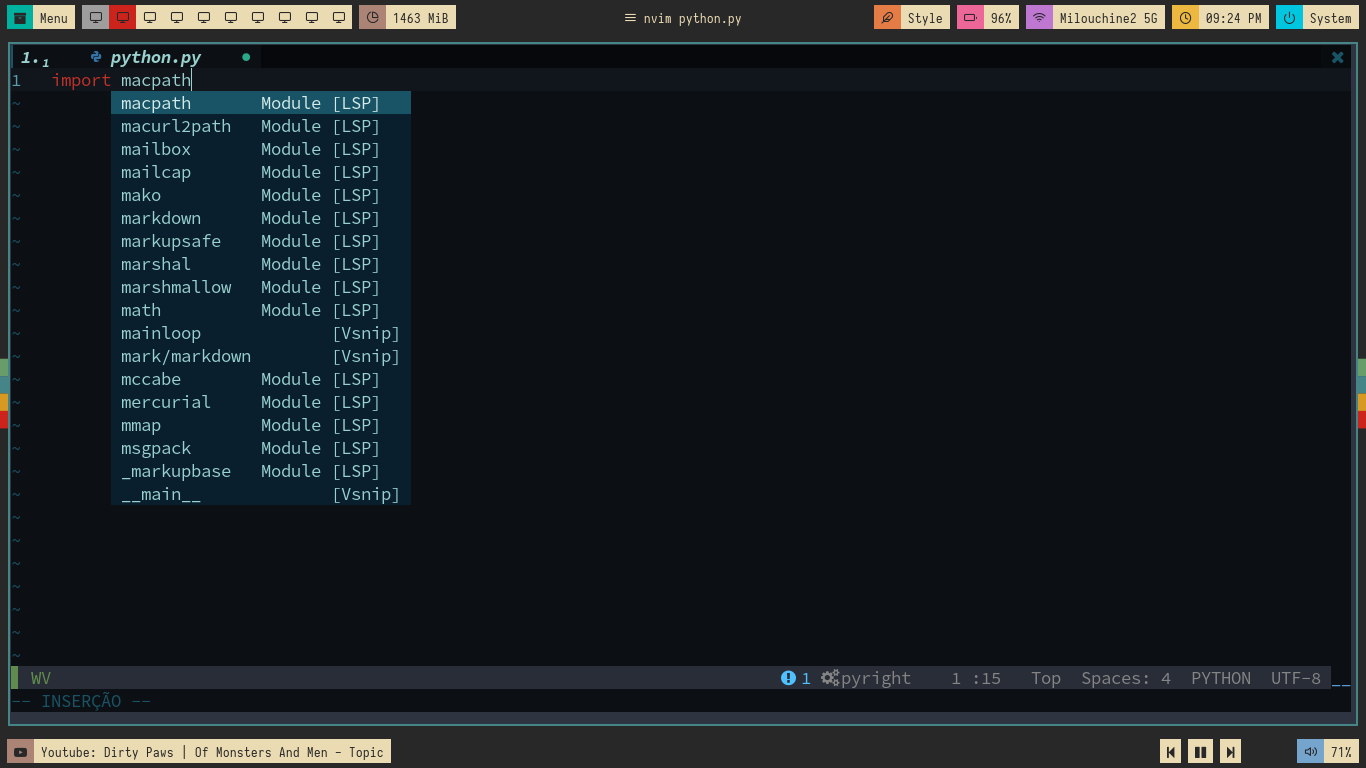 Menu 1463 MiB nvim python.py Style 96% Milouchine2 5G 09:24 PM System
1.1 python.py
1 import macpath
~ macpath Module [LSP]
~ macurl2path Module [LSP]
~ mailbox Module [LSP]
~ mailcap Module [LSP]
~ mako Module [LSP]
~ markdown Module [LSP]
~ markupsafe Module [LSP]
~ marshal Module [LSP]
~ marshmallow Module [LSP]
~ math Module [LSP]
~ mainloop [Vsnip]
~ mark/markdown [Vsnip]
~ mccabe Module [LSP]
~ mercurial Module [LSP]
~ mmap Module [LSP]
~ msgpack Module [LSP]
~ _markupbase Module [LSP]
~ __main__ [Vsnip]
~
~
~
~
~
~
~
WV 1 pyright 1 :15 Top Spaces: 4 PYTHON UTF-8 __
-- INSERÇÃO --
Youtube: Dirty Paws | Of Monsters And Men - Topic 71%